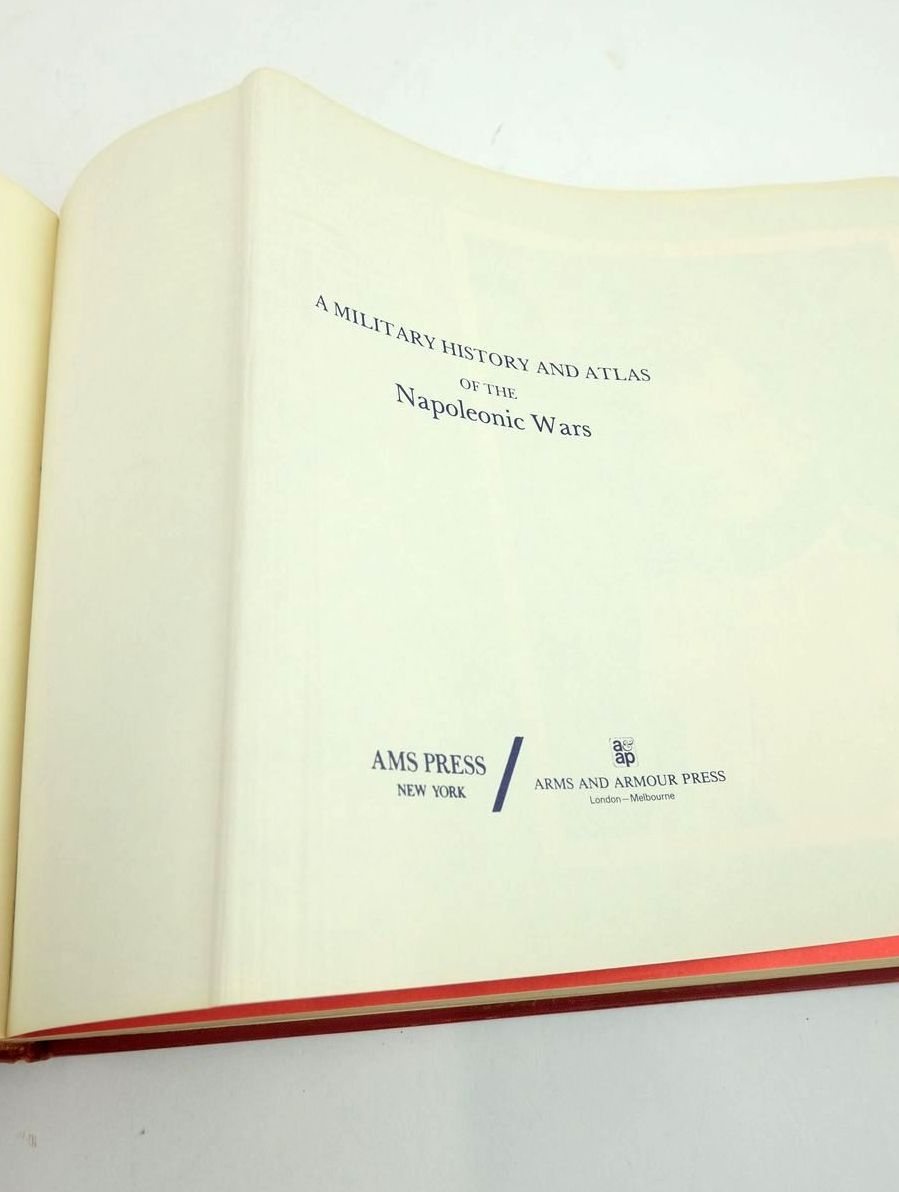 A MILITARY HISTORY AND ATLAS
OF THE
Napoleonic Wars
AMS PRESS
NEW YORK
a&
ap
ARMS AND ARMOUR PRESS
London—Melbourne